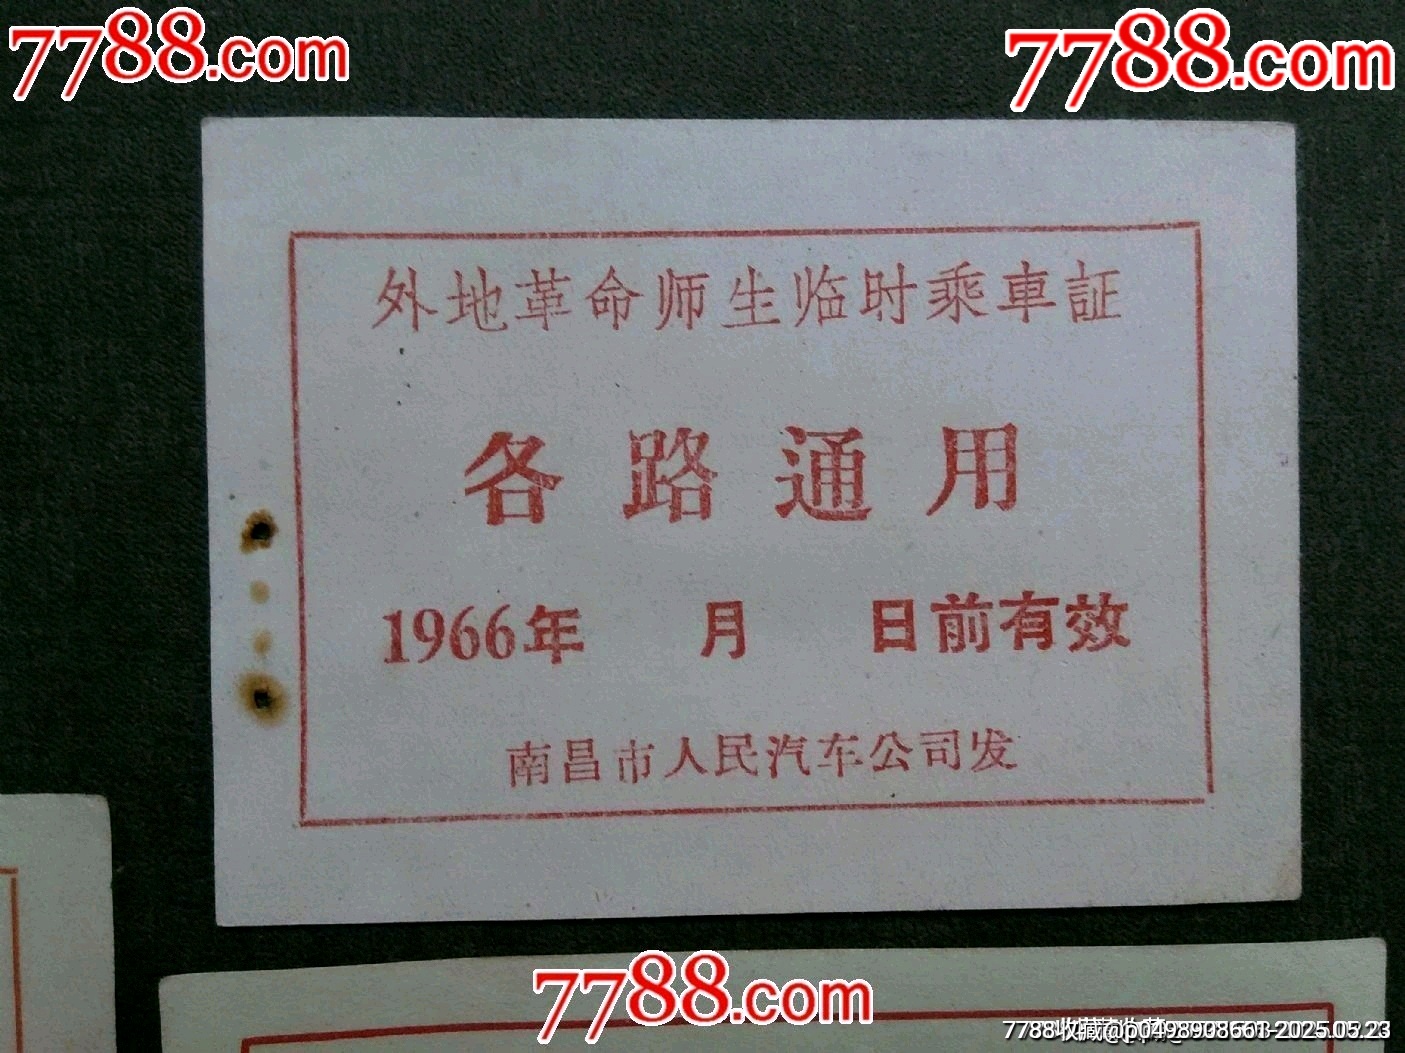 7788.com
7788.com
外地革命师生临时乘車証
各路通用
1966年 月 日前有效
南昌市人民汽车公司发
7788.com